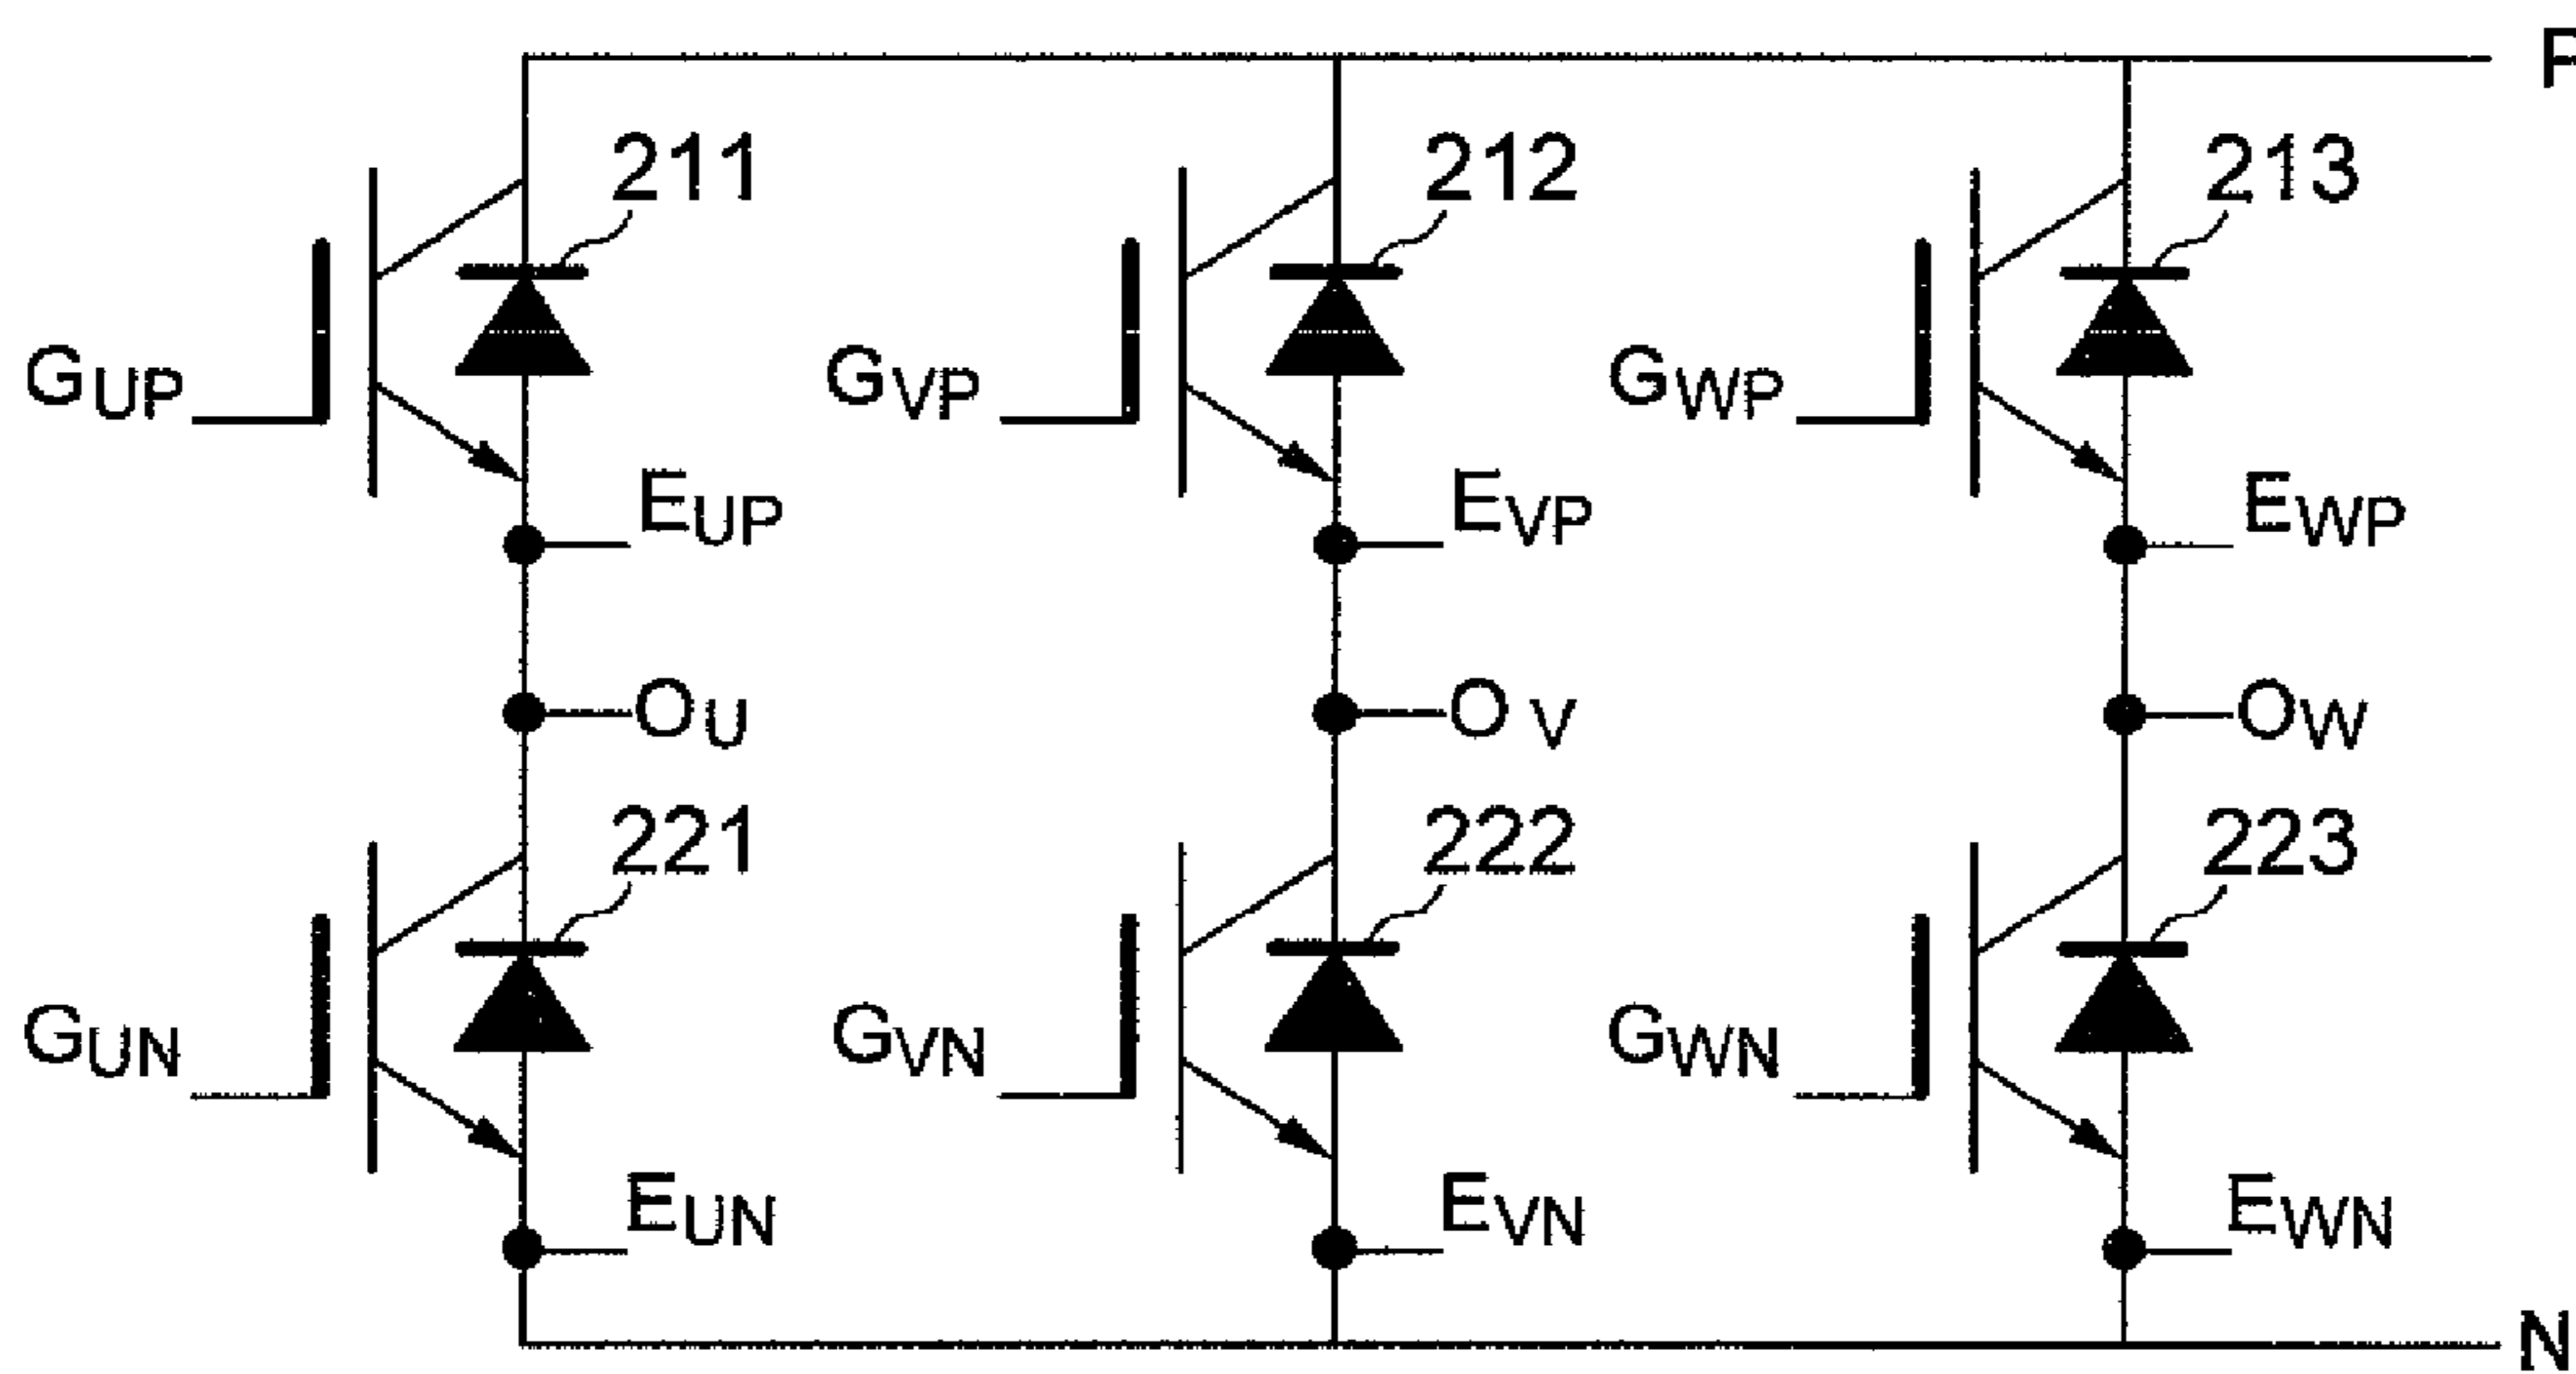 P
211 212 213
GUP GVP GWP
EUP EVP EWP
OU OV OW
221 222 223
GUN GVN GWN
EUN EVN EWN
N